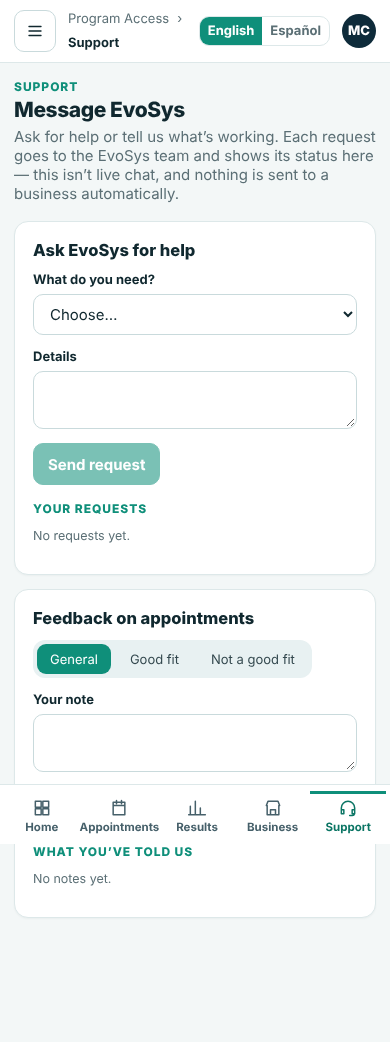 Program Access ›
Support
English
Español
MC
SUPPORT
Message EvoSys
Ask for help or tell us what’s working. Each request
goes to the EvoSys team and shows its status here
— this isn’t live chat, and nothing is sent to a
business automatically.
Ask EvoSys for help
What do you need?
Choose...
Details
Send request
YOUR REQUESTS
No requests yet.
Feedback on appointments
General
Good fit
Not a good fit
Your note
Home
Appointments
Results
Business
Support
WHAT YOU’VE TOLD US
No notes yet.